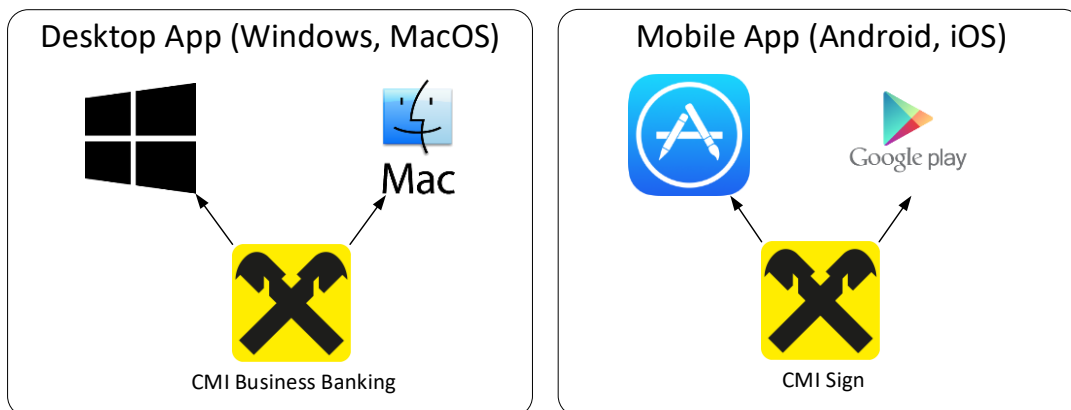 Desktop App (Windows, MacOS)
Mac
CMI Business Banking
Mobile App (Android, iOS)
Google play
CMI Sign